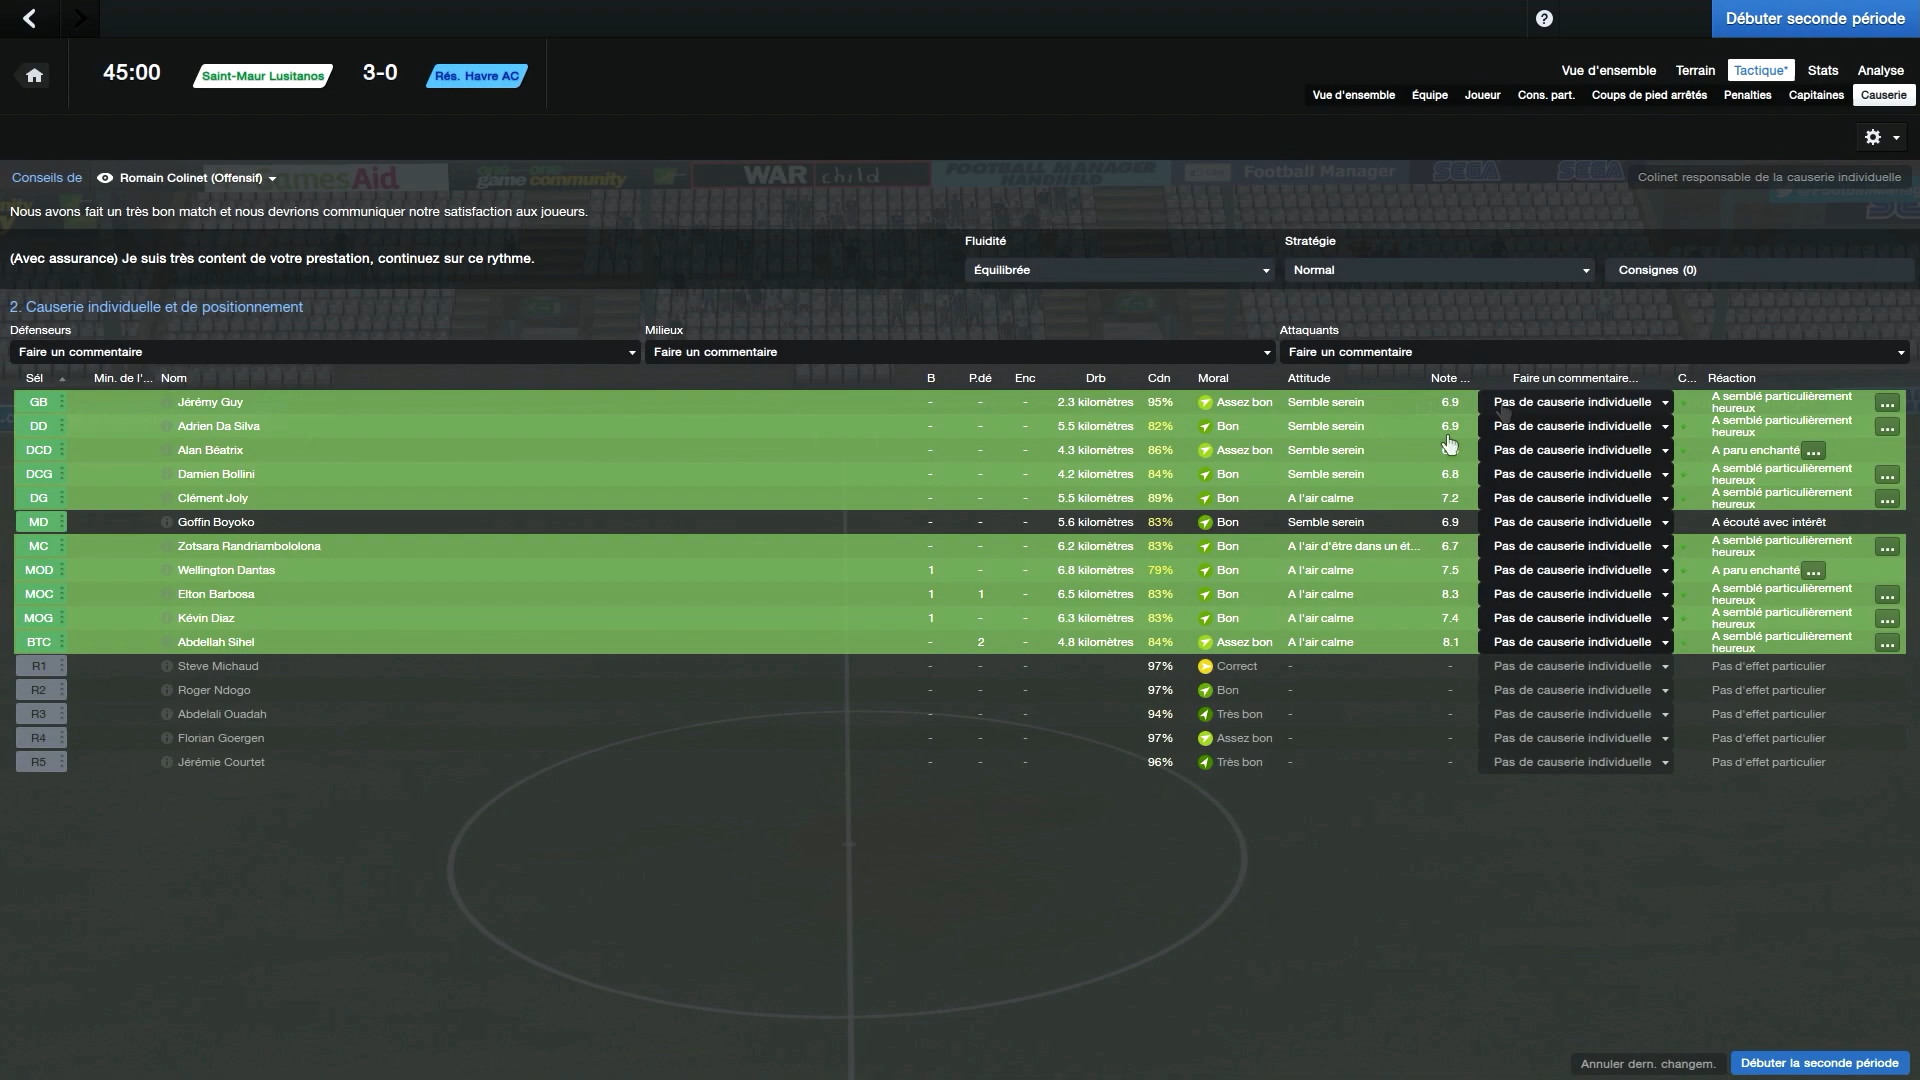 Débuter seconde période
45:00 Saint-Maur Lusitanos 3-0 Rés. Havre AC
Vue d'ensemble Terrain Tactique* Stats Analyse
Vue d'ensemble Équipe Joueur Cons. part. Coups de pied arrêtés Penalties Capitaines Causerie
Conseils de Romain Colinet (Offensif)
Colinet responsable de la causerie individuelle
amesAid game community WAR child FOOTBALL MANAGER HANDHELD Football Manager SEGA SEGA
Nous avons fait un très bon match et nous devrions communiquer notre satisfaction aux joueurs.
Fluidité Stratégie
(Avec assurance) Je suis très content de votre prestation, continuez sur ce rythme.
Équilibrée Normal Consignes (0)
2. Causerie individuelle et de positionnement
Défenseurs Milieux Attaquants
Faire un commentaire Faire un commentaire Faire un commentaire
Sél Min. de l'... Nom B P.dé Enc Drb Cdn Moral Attitude Note ... Faire un commentaire... C... Réaction
GB Jérémy Guy - - - 2.3 kilomètres 95% Assez bon Semble serein 6.9 Pas de causerie individuelle A semblé particulièrement heureux ...
DD Adrien Da Silva - - - 5.5 kilomètres 82% Bon Semble serein 6.9 Pas de causerie individuelle A semblé particulièrement heureux ...
DCD Alan Béatrix - - - 4.3 kilomètres 86% Assez bon Semble serein Pas de causerie individuelle A paru enchanté ...
DCG Damien Bollini - - - 4.2 kilomètres 84% Bon Semble serein 6.8 Pas de causerie individuelle A semblé particulièrement heureux ...
DG Clément Joly - - - 5.5 kilomètres 89% Bon A l'air calme 7.2 Pas de causerie individuelle A semblé particulièrement heureux ...
MD Goffin Boyoko - - - 5.6 kilomètres 83% Bon Semble serein 6.9 Pas de causerie individuelle A écouté avec intérêt
MC Zotsara Randriambololona - - - 6.2 kilomètres 83% Bon A l'air d'être dans un ét... 6.7 Pas de causerie individuelle A semblé particulièrement heureux ...
MOD Wellington Dantas 1 - - 6.8 kilomètres 79% Bon A l'air calme 7.5 Pas de causerie individuelle A paru enchanté ...
MOC Elton Barbosa 1 1 - 6.5 kilomètres 83% Bon A l'air calme 8.3 Pas de causerie individuelle A semblé particulièrement heureux ...
MOG Kévin Diaz 1 - - 6.3 kilomètres 83% Bon A l'air calme 7.4 Pas de causerie individuelle A semblé particulièrement heureux ...
BTC Abdellah Sihel - 2 - 4.8 kilomètres 84% Assez bon A l'air calme 8.1 Pas de causerie individuelle A semblé particulièrement heureux ...
R1 Steve Michaud - - - 97% Correct - - Pas de causerie individuelle Pas d'effet particulier
R2 Roger Ndogo - - - 97% Bon - - Pas de causerie individuelle Pas d'effet particulier
R3 Abdelali Ouadah - - - 94% Très bon - - Pas de causerie individuelle Pas d'effet particulier
R4 Florian Goergen - - - 97% Assez bon - - Pas de causerie individuelle Pas d'effet particulier
R5 Jérémie Courtet - - - 96% Très bon - - Pas de causerie individuelle Pas d'effet particulier
Annuler dern. changem. Débuter la seconde période